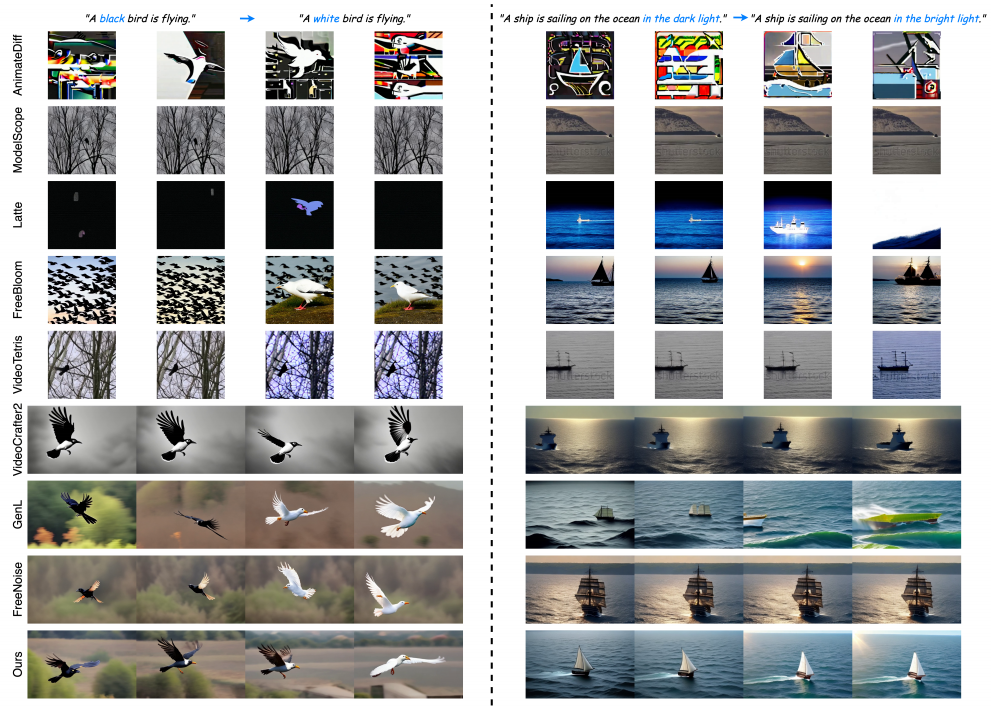 "A black bird is flying." → "A white bird is flying."
"A ship is sailing on the ocean in the dark light." → "A ship is sailing on the ocean in the bright light."
AnimateDiff
ModelScope
Latte
FreeBloom
VideoTetris
VideoCrafter2
GenL
FreeNoise
Ours